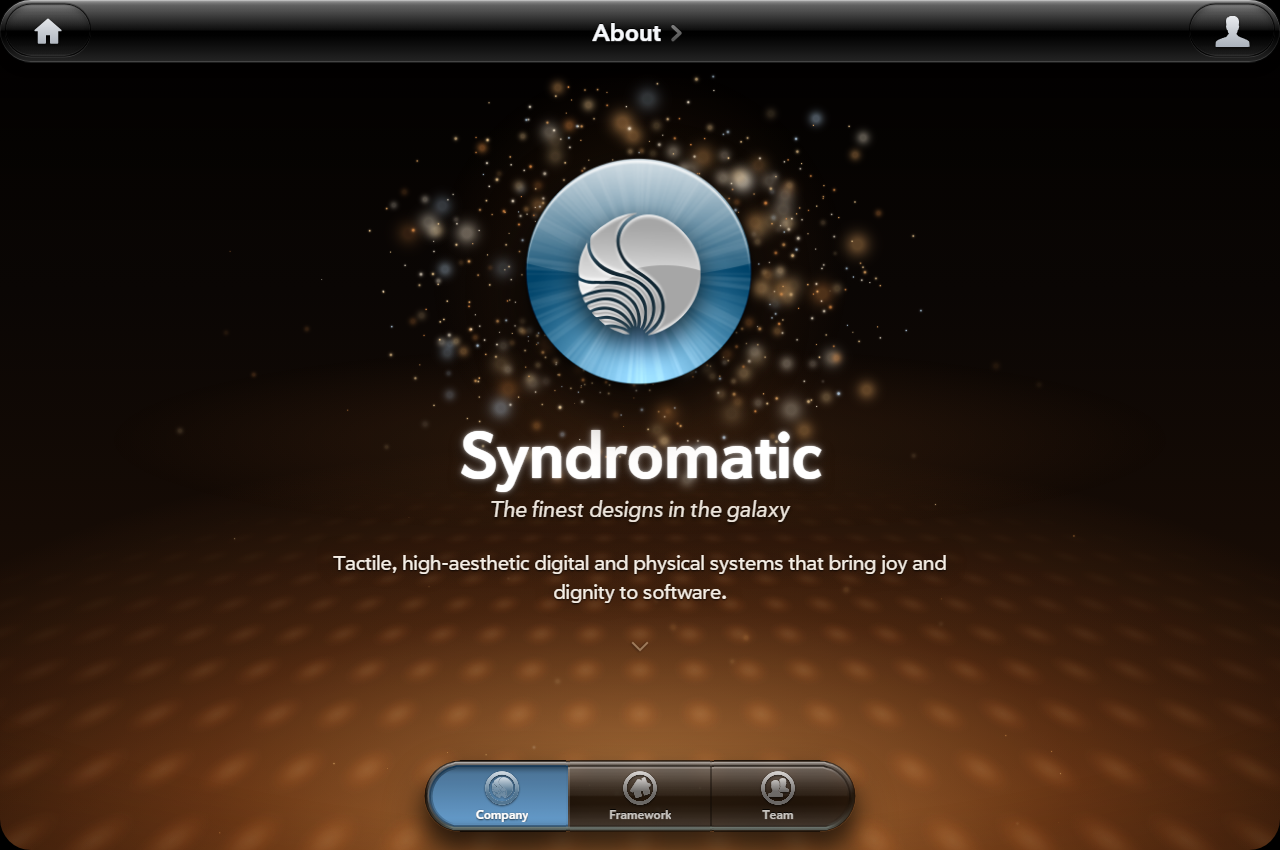 About
Syndromatic
The finest designs in the galaxy
Tactile, high-aesthetic digital and physical systems that bring joy and
dignity to software.
Company
Framework
Team